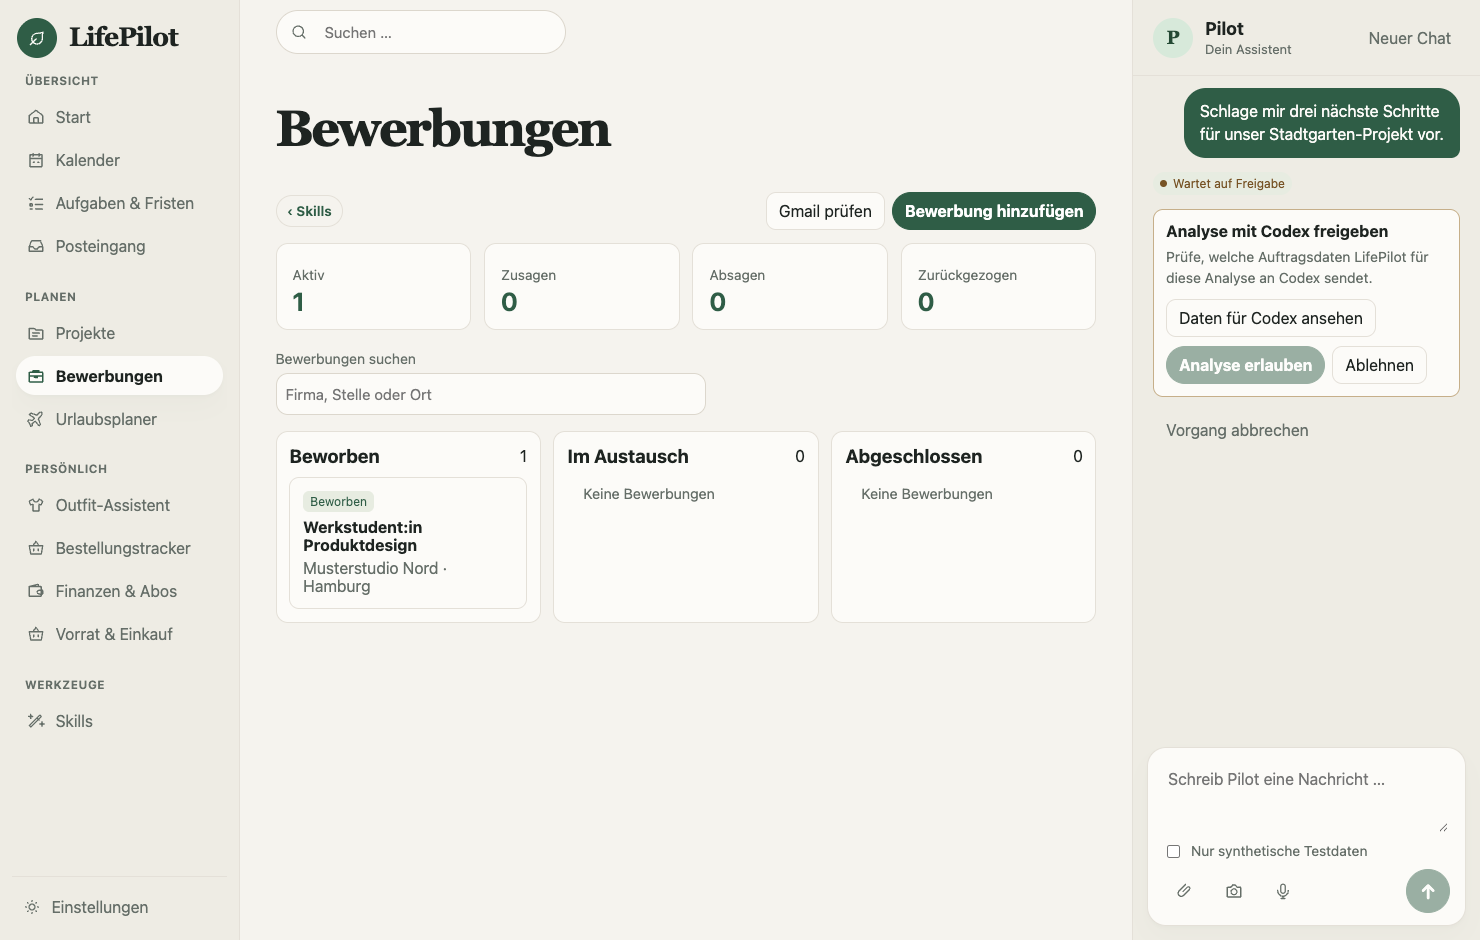 LifePilot
ÜBERSICHT
Start
Kalender
Aufgaben & Fristen
Posteingang
PLANEN
Projekte
Bewerbungen
Urlaubsplaner
PERSÖNLICH
Outfit-Assistent
Bestellungstracker
Finanzen & Abos
Vorrat & Einkauf
WERKZEUGE
Skills
Einstellungen
Suchen ...
Bewerbungen
‹ Skills
Gmail prüfen
Bewerbung hinzufügen
Aktiv
1
Zusagen
0
Absagen
0
Zurückgezogen
0
Bewerbungen suchen
Firma, Stelle oder Ort
Beworben 1
Beworben
Werkstudent:in
Produktdesign
Musterstudio Nord ·
Hamburg
Im Austausch 0
Keine Bewerbungen
Abgeschlossen 0
Keine Bewerbungen
P
Pilot
Dein Assistent
Neuer Chat
Schlage mir drei nächste Schritte
für unser Stadtgarten-Projekt vor.
Wartet auf Freigabe
Analyse mit Codex freigeben
Prüfe, welche Auftragsdaten LifePilot für
diese Analyse an Codex sendet.
Daten für Codex ansehen
Analyse erlauben
Ablehnen
Vorgang abbrechen
Schreib Pilot eine Nachricht ...
Nur synthetische Testdaten